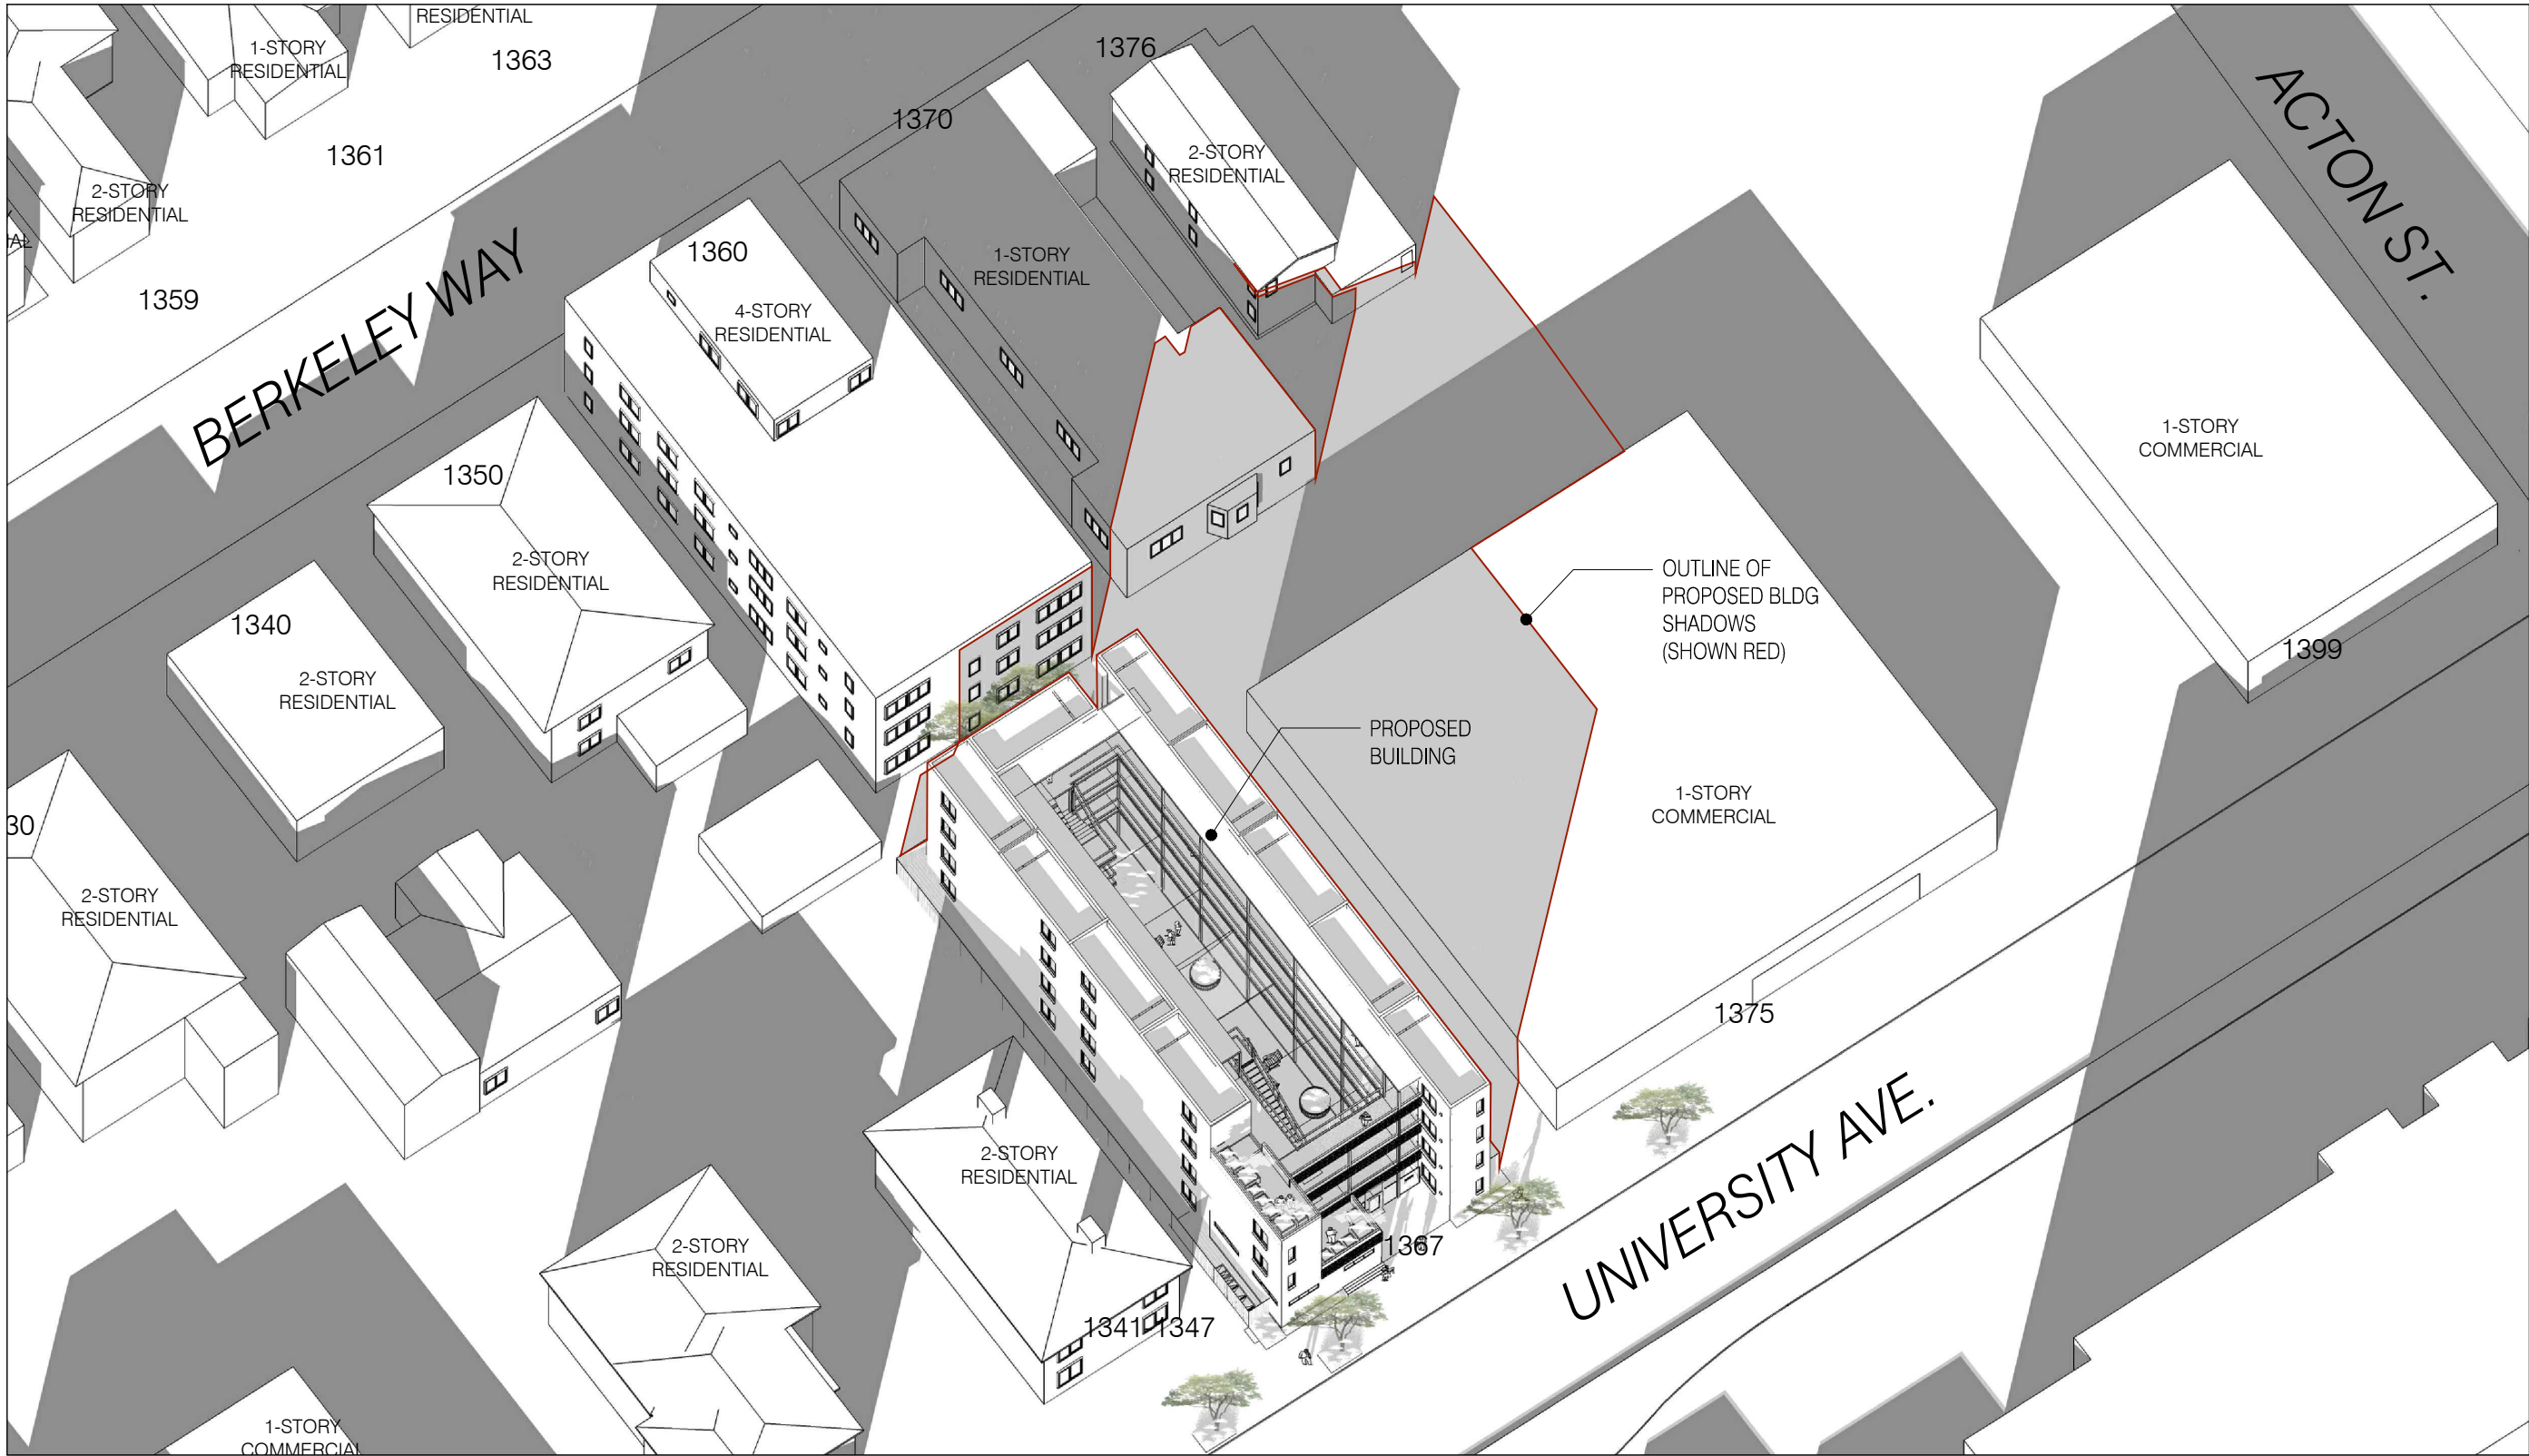 RESIDENTIAL
1-STORY
RESIDENTIAL
1363
1376
ACTON ST.
1370
1361
2-STORY
RESIDENTIAL
2-STORY
RESIDENTIAL
1359
BERKELEY WAY
1360
4-STORY
RESIDENTIAL
1-STORY
RESIDENTIAL
1-STORY
COMMERCIAL
1350
2-STORY
RESIDENTIAL
OUTLINE OF
PROPOSED BLDG
SHADOWS
(SHOWN RED)
1340
2-STORY
RESIDENTIAL
1399
PROPOSED
BUILDING
1-STORY
COMMERCIAL
30
2-STORY
RESIDENTIAL
1375
UNIVERSITY AVE.
2-STORY
RESIDENTIAL
2-STORY
RESIDENTIAL
1367
1341-1347
1-STORY
COMMERCIAL